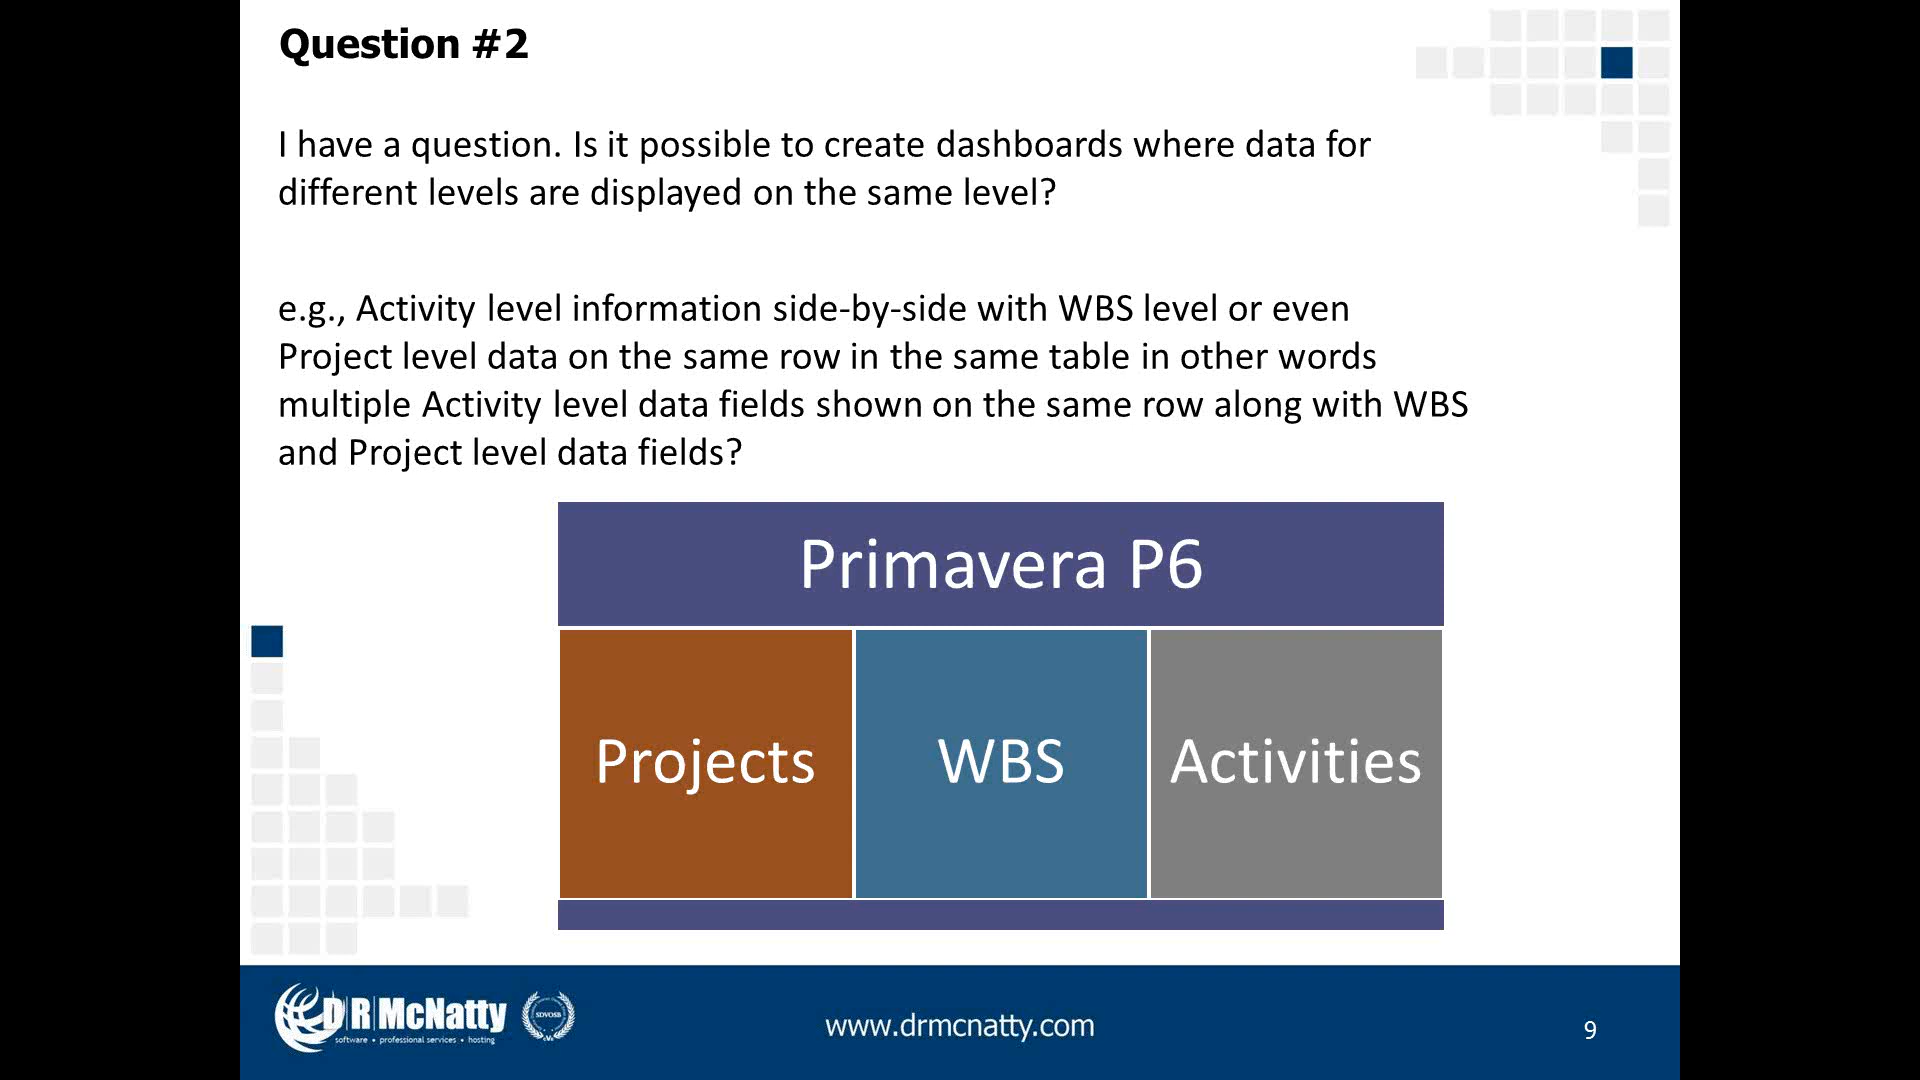 Question #2
I have a question. Is it possible to create dashboards where data for
different levels are displayed on the same level?
e.g., Activity level information side-by-side with WBS level or even
Project level data on the same row in the same table in other words
multiple Activity level data fields shown on the same row along with WBS
and Project level data fields?
Primavera P6
Projects
WBS
Activities
D|R|McNatty
software • professional services • hosting
SDVOSB
www.drmcnatty.com
9